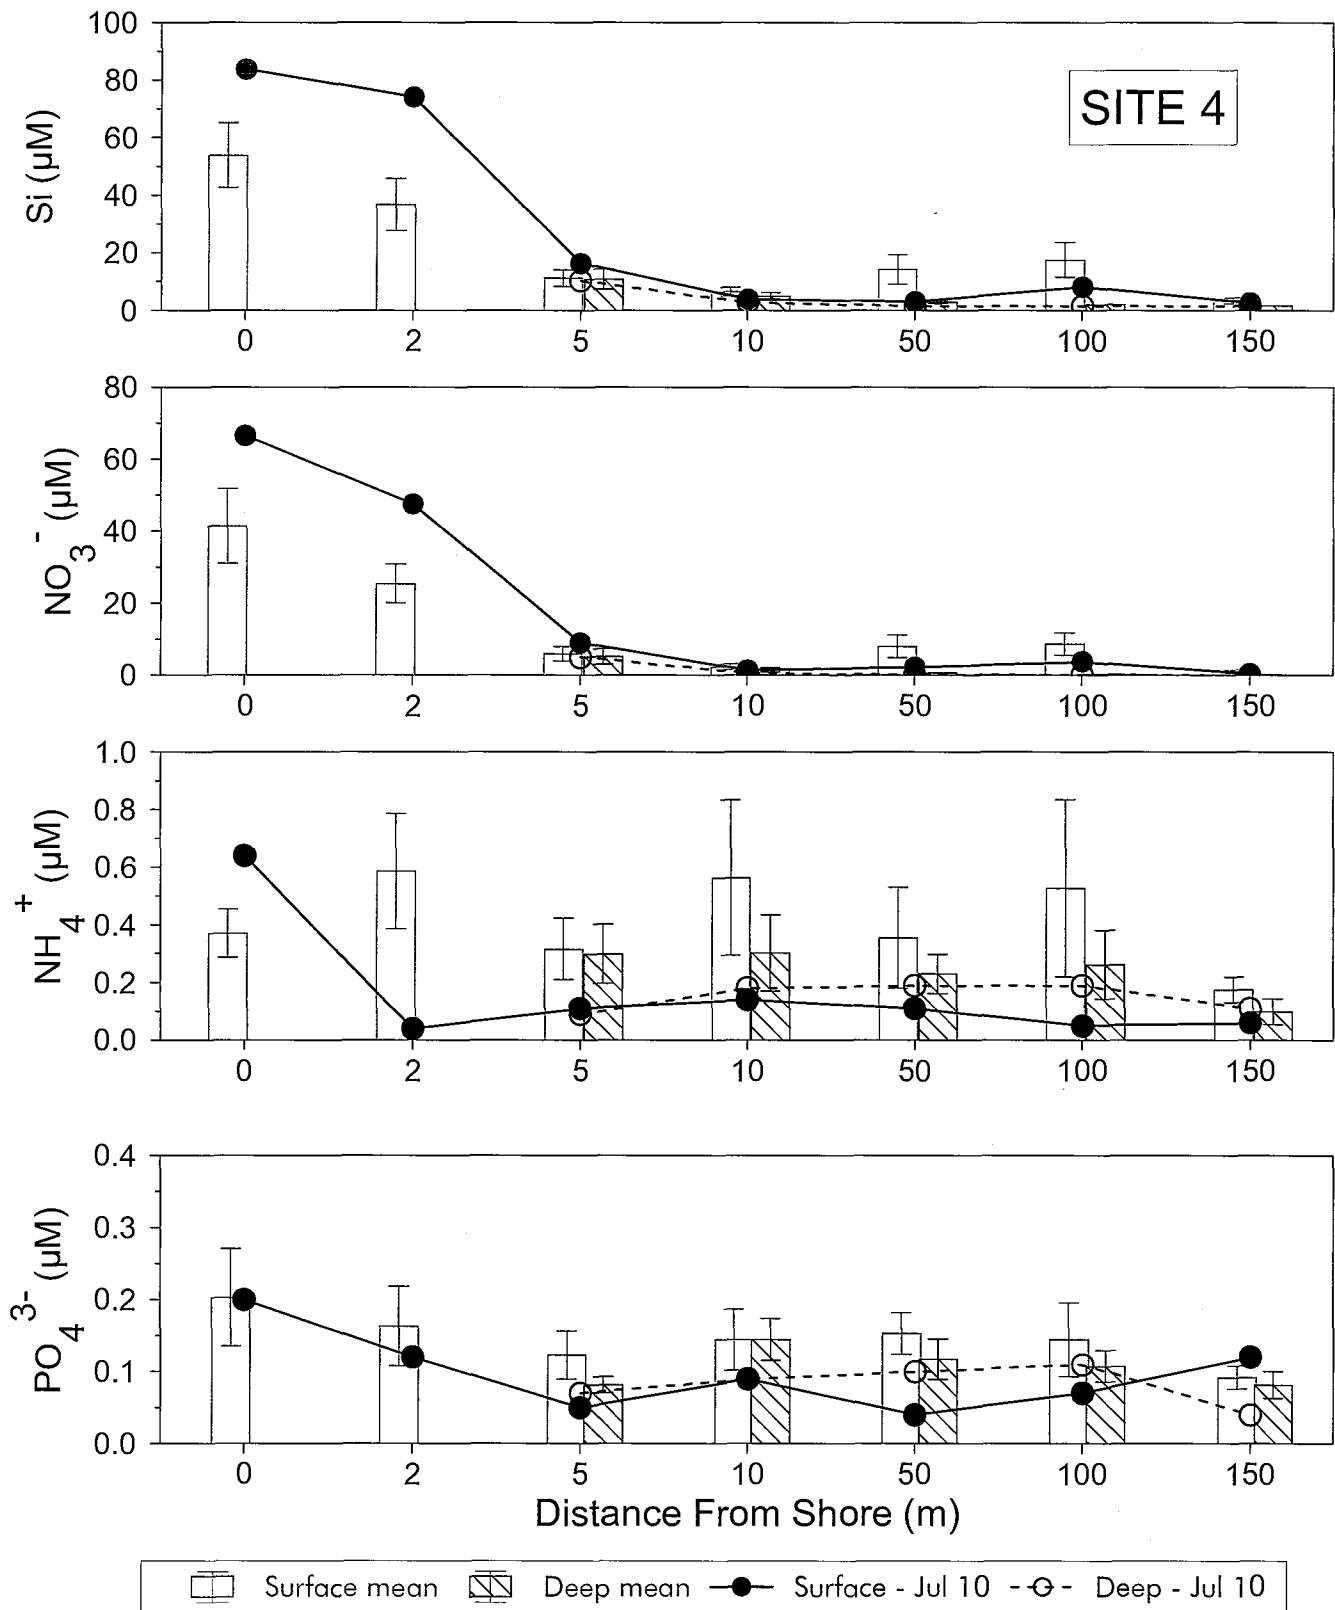 SITE 4
Si (µM)
100
80
60
40
20
0
0 2 5 10 50 100 150
NO3- (µM)
80
60
40
20
0
0 2 5 10 50 100 150
NH4+ (µM)
1.0
0.8
0.6
0.4
0.2
0.0
0 2 5 10 50 100 150
PO43- (µM)
0.4
0.3
0.2
0.1
0.0
0 2 5 10 50 100 150
Distance From Shore (m)
Surface mean Deep mean Surface - Jul 10 Deep - Jul 10